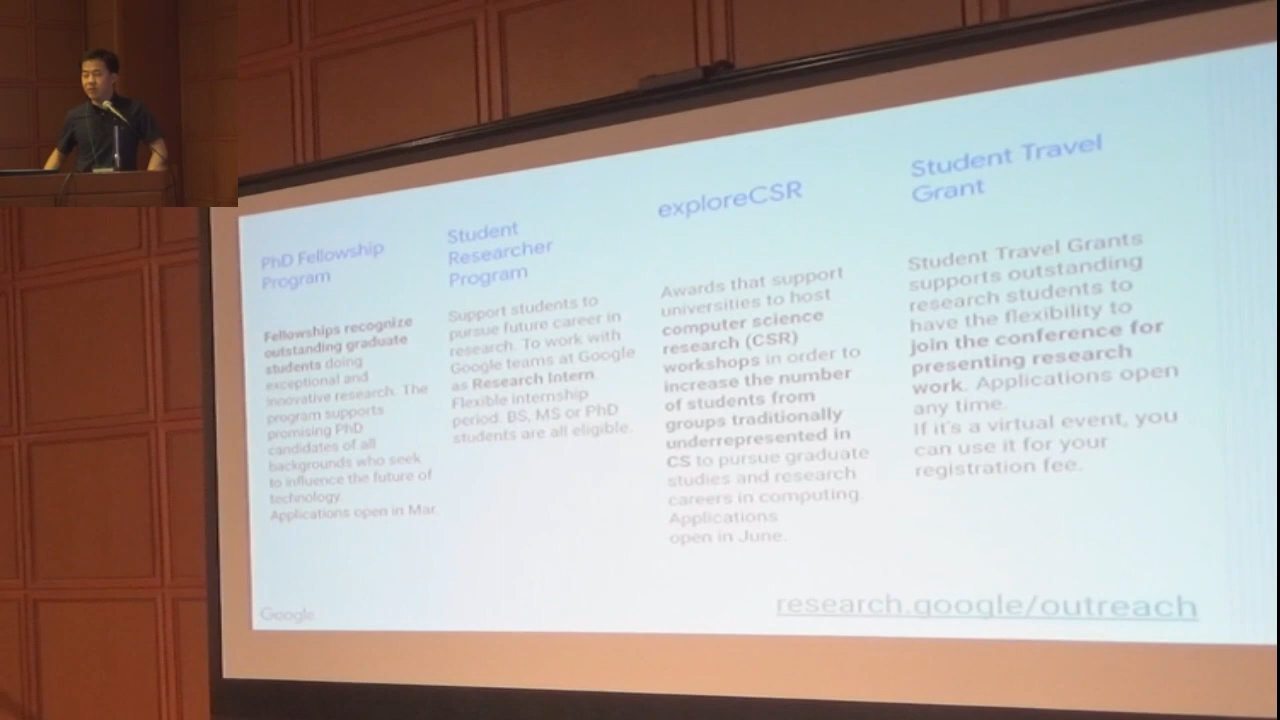 PhD Fellowship
Program
Fellowships recognize
outstanding graduate
students doing
exceptional and
innovative research. The
program supports
promising PhD
candidates of all
backgrounds who seek
to influence the future of
technology.
Applications open in Mar.
Student
Researcher
Program
Support students to
pursue future career in
research. To work with
Google teams at Google
as Research Intern.
Flexible internship
period. BS, MS or PhD
students are all eligible.
exploreCSR
Awards that support
universities to host
computer science
research (CSR)
workshops in order to
increase the number
of students from
groups traditionally
underrepresented in
CS to pursue graduate
studies and research
careers in computing.
Applications
open in June.
Student Travel
Grant
Student Travel Grants
supports outstanding
research students to
have the flexibility to
join the conference for
presenting research
work. Applications open
any time.
If it's a virtual event, you
can use it for your
registration fee.
Google
research.google/outreach